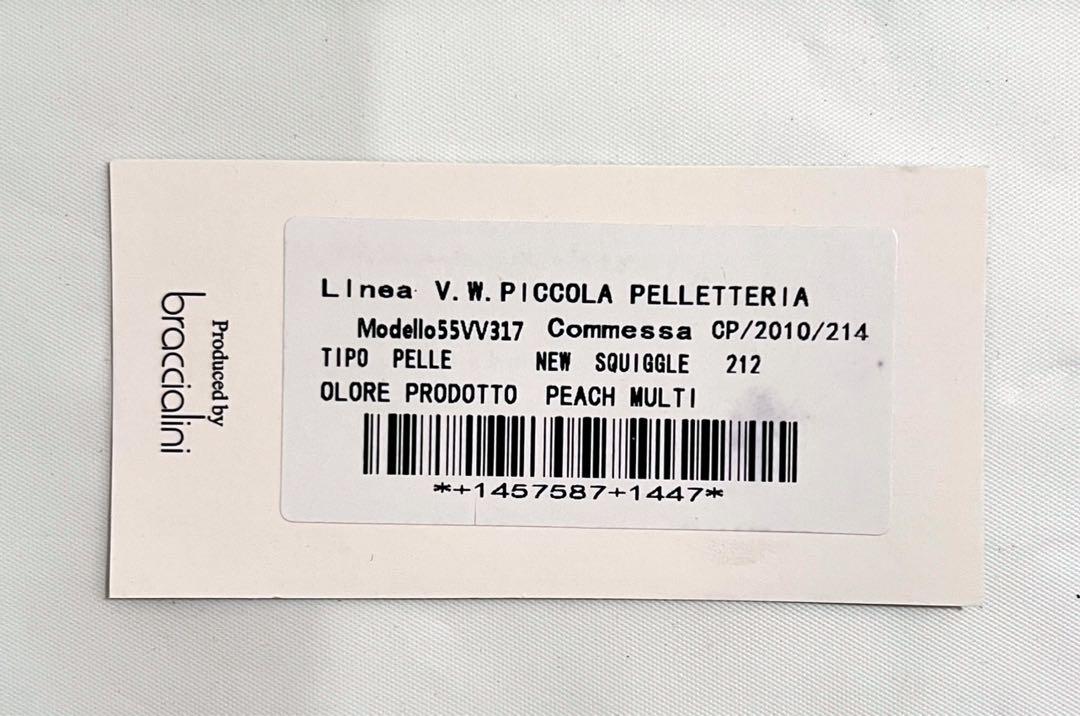 Produced by
braccialini
Linea V.W.PICCOLA PELLETTERIA
Modello55VV317 Commessa CP/2010/214
TIPO PELLE NEW SQUIGGLE 212
OLORE PRODOTTO PEACH MULTI
*+1457587+1447*